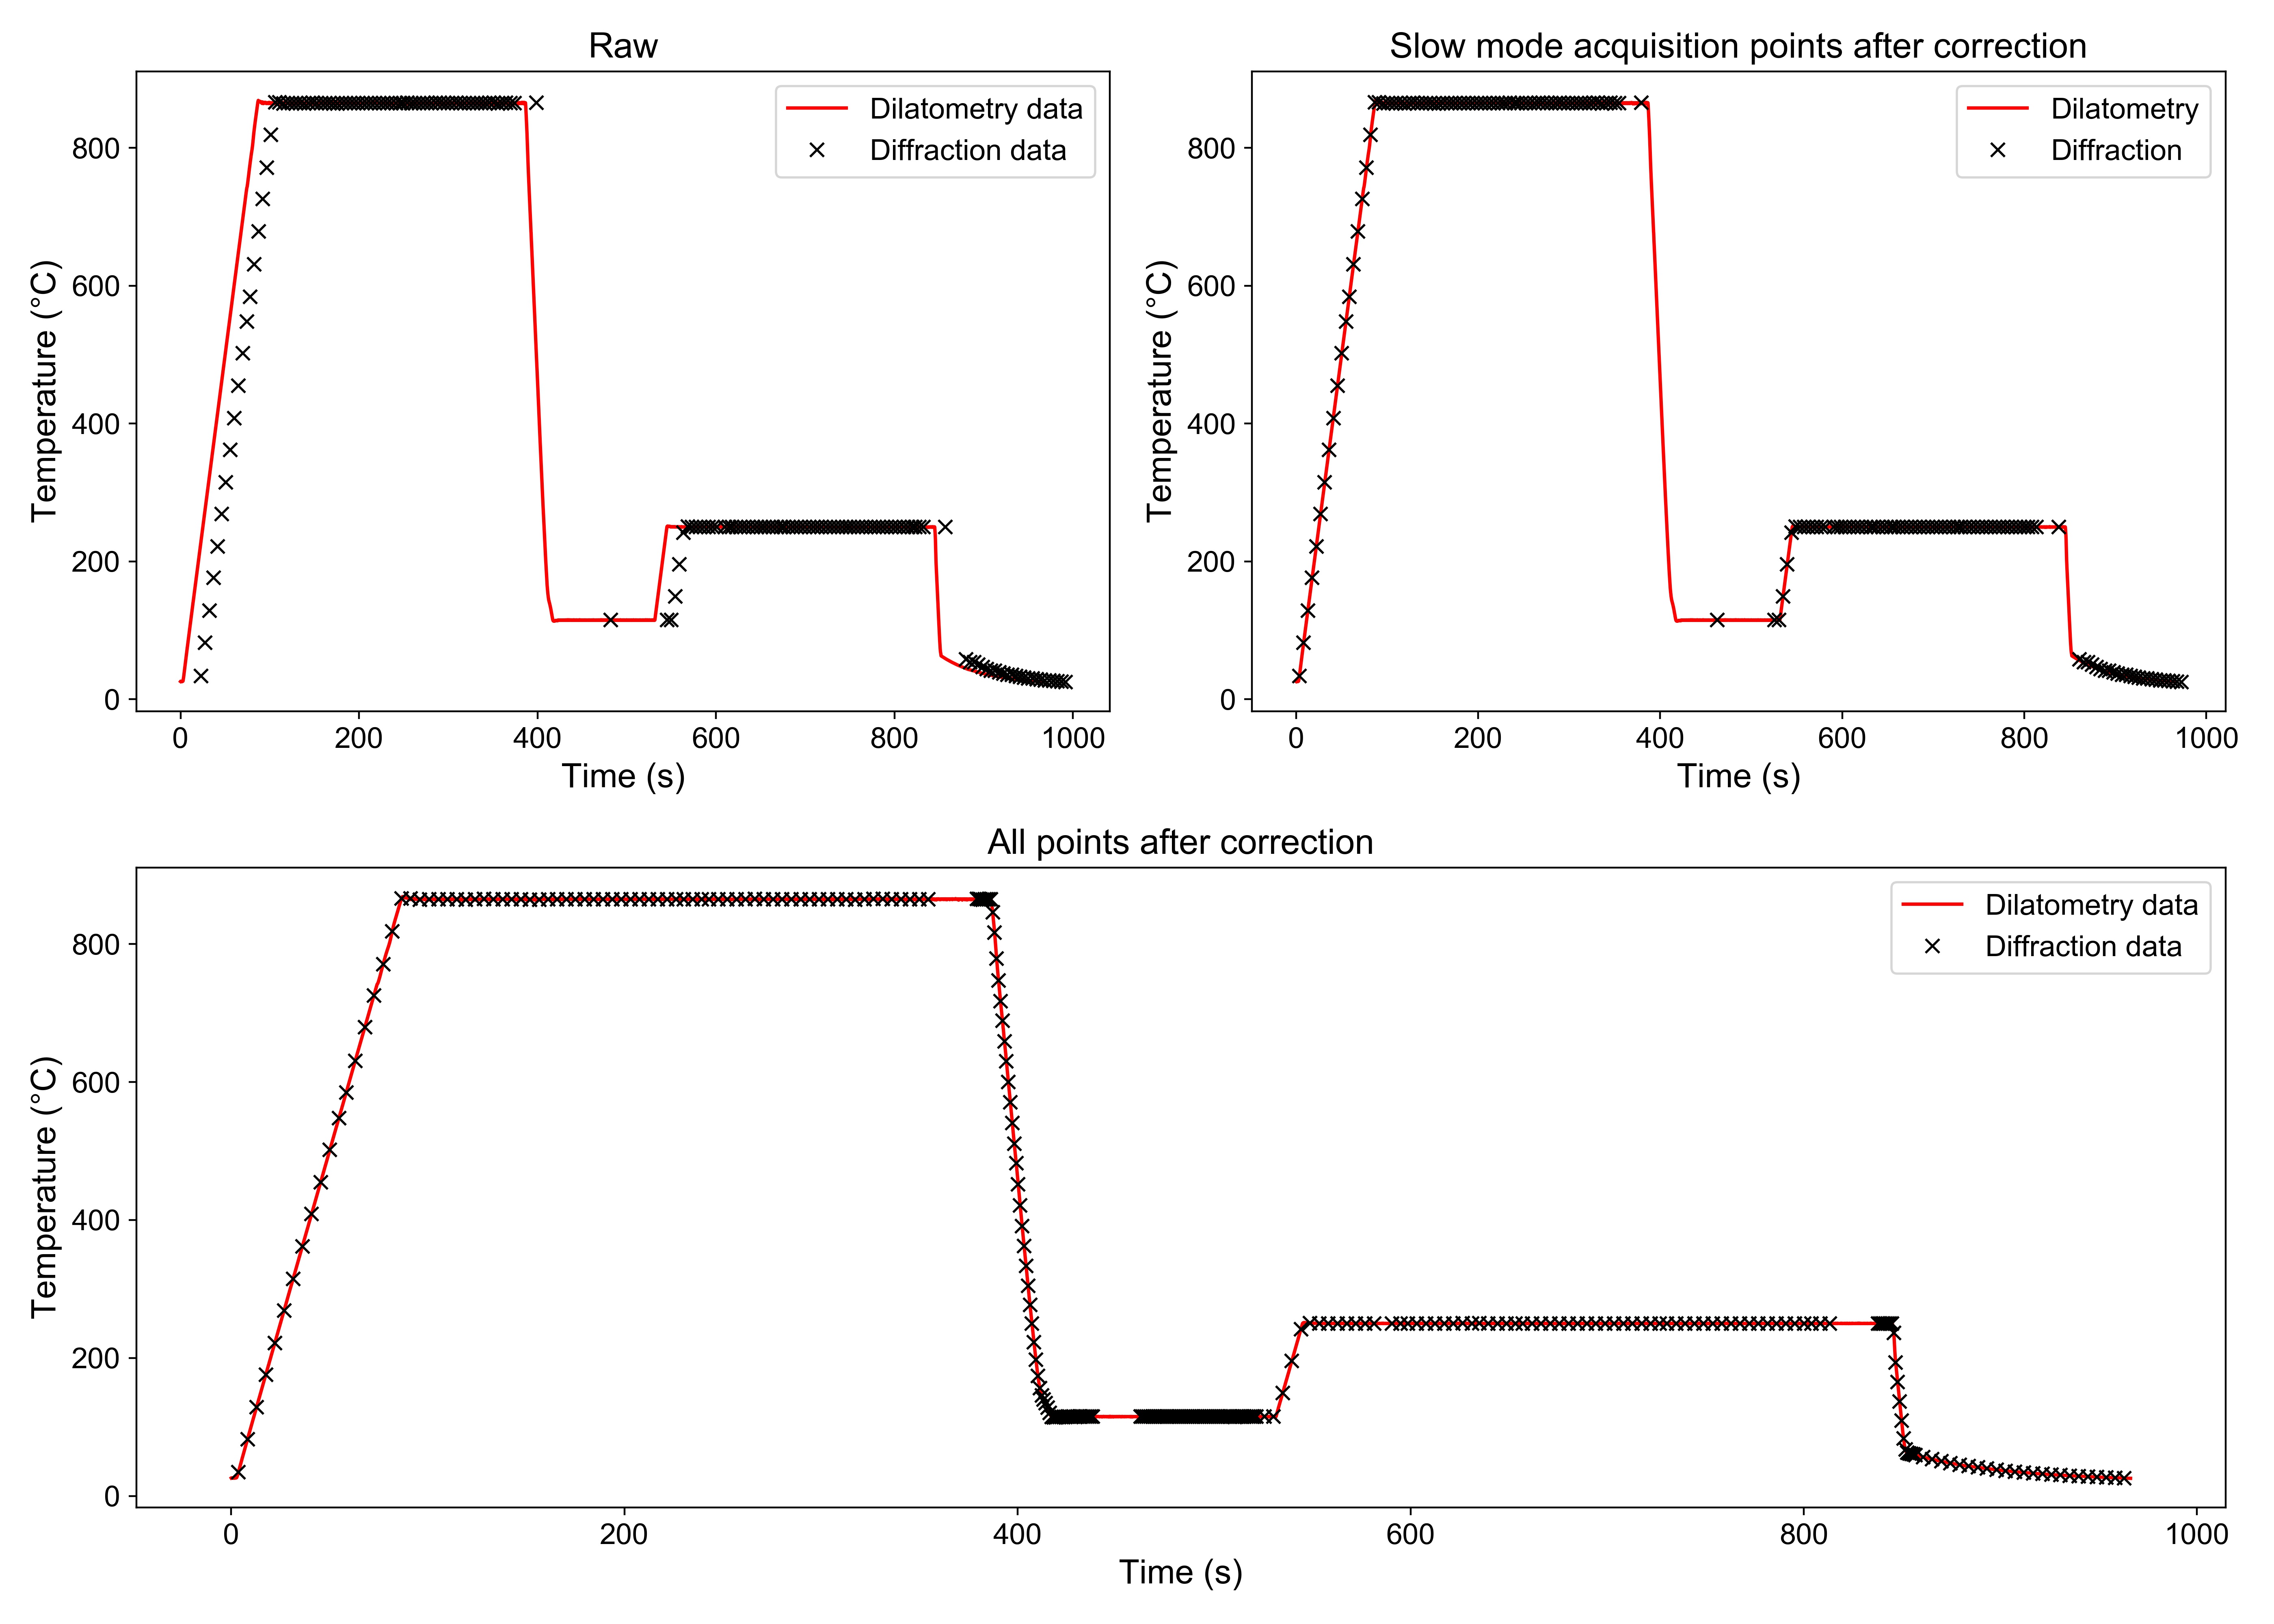 Raw
Temperature (°C)
800
600
400
200
0
Dilatometry data
Diffraction data
0 200 400 600 800 1000
Time (s)
Slow mode acquisition points after correction
Temperature (°C)
800
600
400
200
0
Dilatometry
Diffraction
0 200 400 600 800 1000
Time (s)
All points after correction
Temperature (°C)
800
600
400
200
0
Dilatometry data
Diffraction data
0 200 400 600 800 1000
Time (s)